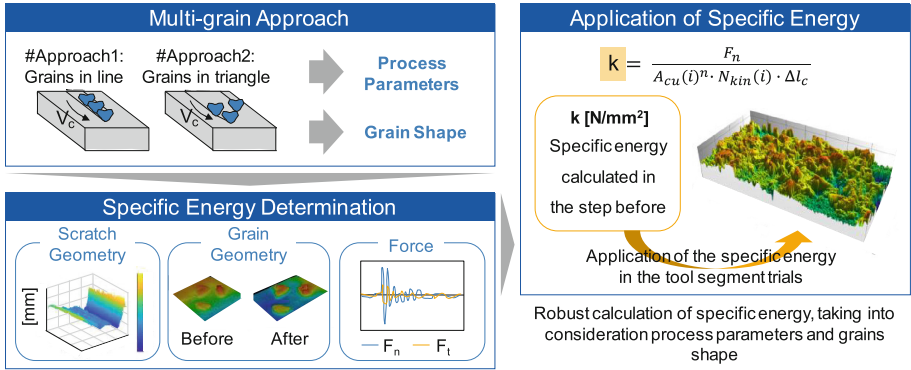 Multi-grain Approach
#Approach1:
Grains in line
#Approach2:
Grains in triangle
Vc
Vc
Process
Parameters
Grain Shape
Specific Energy Determination
Scratch
Geometry
[mm]
Grain
Geometry
Before
After
Force
Fn
Ft
Application of Specific Energy
k = Fn / Acu(i)^n · Nkin(i) · Δlc
k [N/mm²]
Specific energy
calculated in
the step before
Application of the specific energy
in the tool segment trials
Robust calculation of specific energy, taking into
consideration process parameters and grains
shape